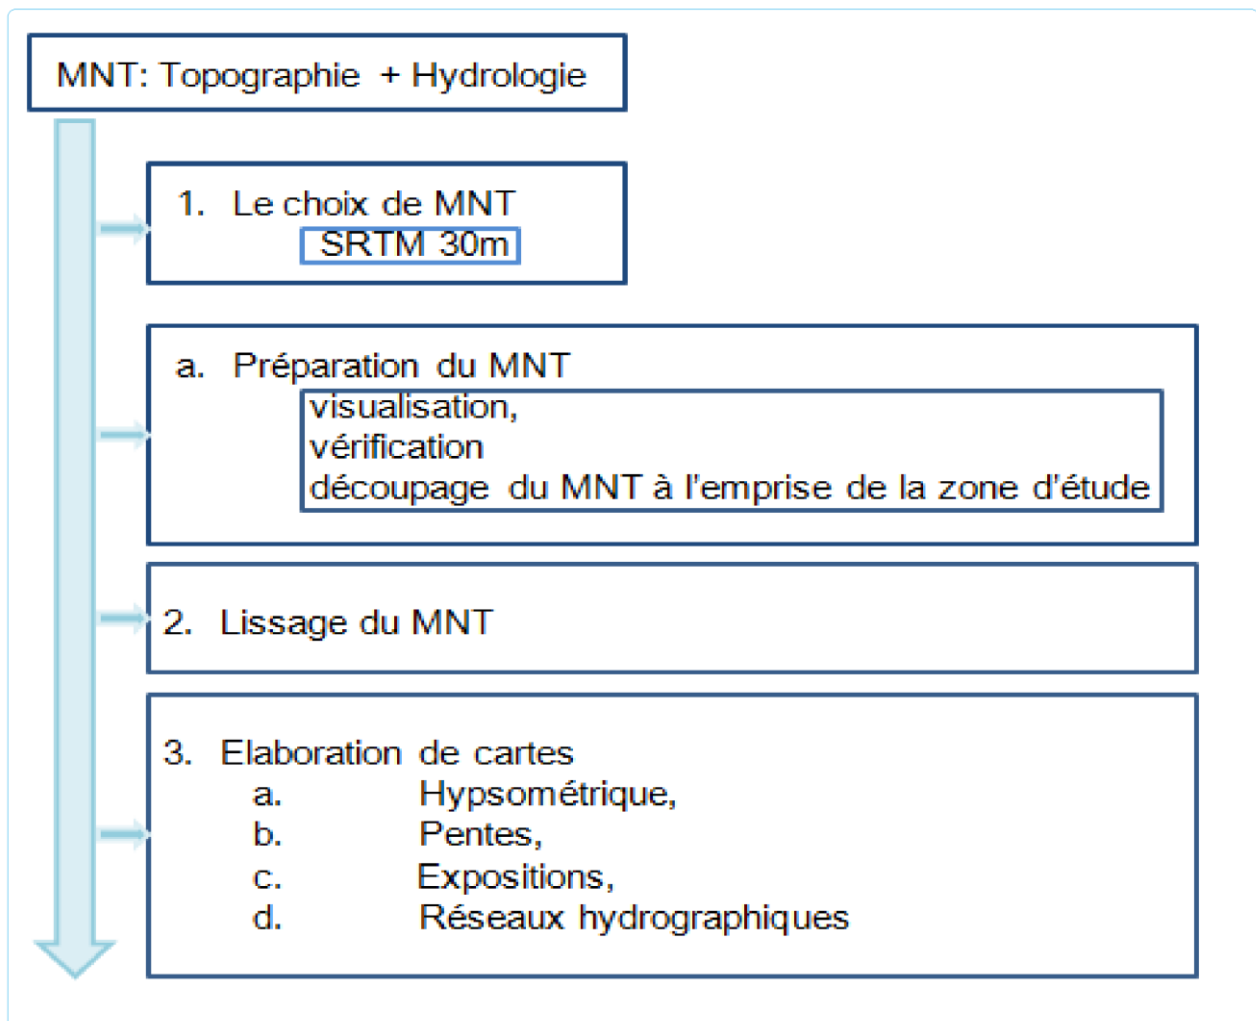 MNT: Topographie + Hydrologie
1. Le choix de MNT
SRTM 30m
a. Préparation du MNT
visualisation,
vérification
découpage du MNT à l'emprise de la zone d'étude
2. Lissage du MNT
3. Elaboration de cartes
a. Hypsométrique,
b. Pentes,
c. Expositions,
d. Réseaux hydrographiques